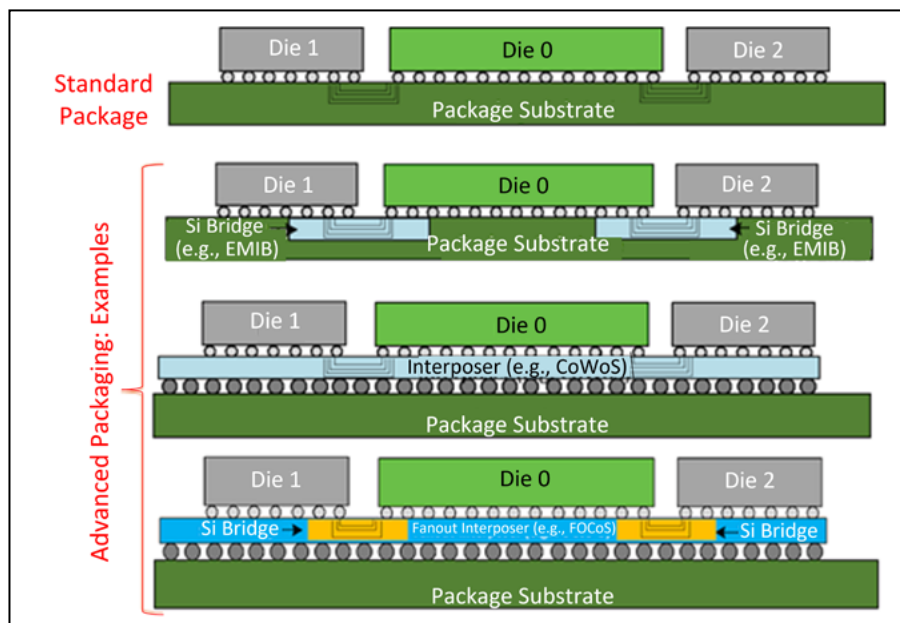 Die 1
Die 0
Die 2
Standard
Package
Package Substrate
Advanced Packaging: Examples
Die 1
Die 0
Die 2
Si Bridge
(e.g., EMIB)
Package Substrate
Si Bridge
(e.g., EMIB)
Die 1
Die 0
Die 2
Interposer (e.g., CoWoS)
Package Substrate
Die 1
Die 0
Die 2
Si Bridge
Fanout Interposer (e.g., FOCoS)
Si Bridge
Package Substrate